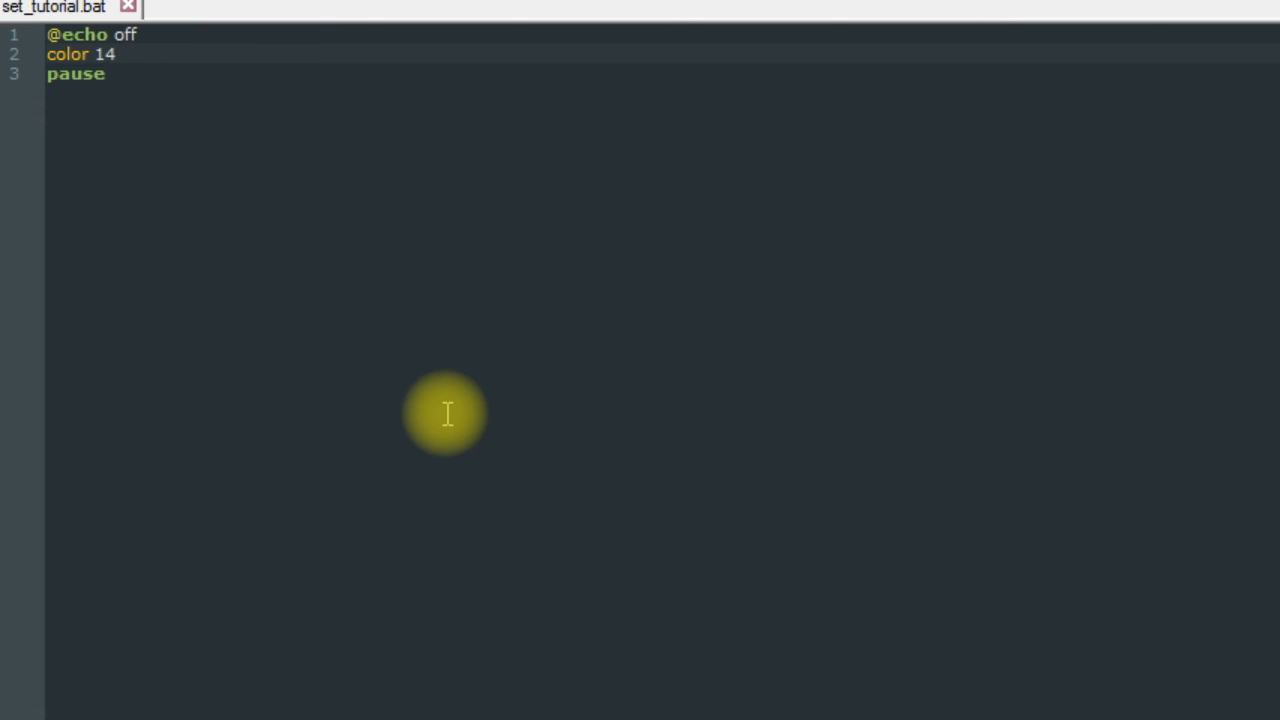 set_tutorial.bat
1 @echo off
2 color 14
3 pause